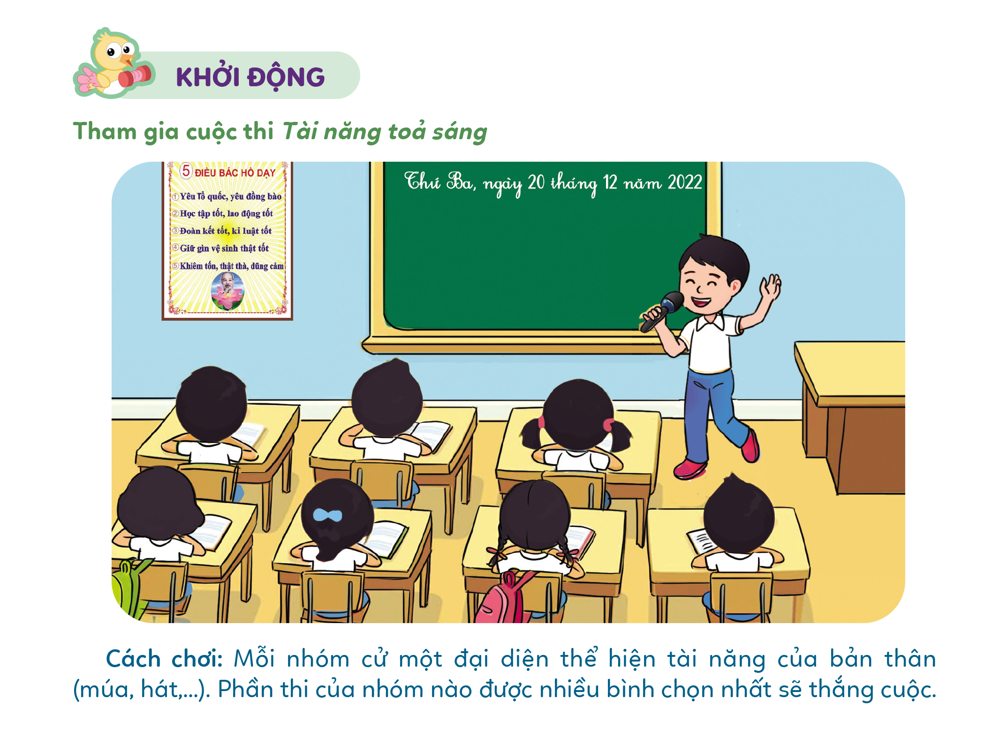 KHỞI ĐỘNG
Tham gia cuộc thi Tài năng toả sáng
5 ĐIỀU BÁC HỒ DẠY
1 Yêu Tổ quốc, yêu đồng bào
2 Học tập tốt, lao động tốt
3 Đoàn kết tốt, kỉ luật tốt
4 Giữ gìn vệ sinh thật tốt
5 Khiêm tốn, thật thà, dũng cảm
Thứ Ba, ngày 20 tháng 12 năm 2022
Cách chơi: Mỗi nhóm cử một đại diện thể hiện tài năng của bản thân
(múa, hát,...). Phần thi của nhóm nào được nhiều bình chọn nhất sẽ thắng cuộc.